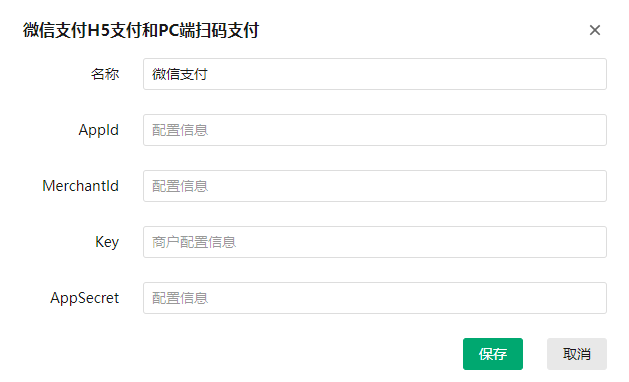 微信支付H5支付和PC端扫码支付 ×
名称 微信支付
AppId 配置信息
MerchantId 配置信息
Key 商户配置信息
AppSecret 配置信息
保存 取消